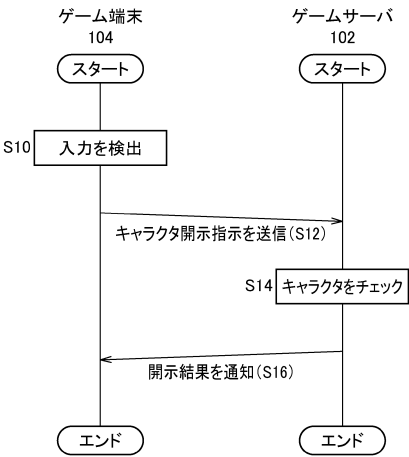 ゲーム端末
104
ゲームサーバ
102
スタート
スタート
S10
入力を検出
キャラクタ開示指示を送信(S12)
S14
キャラクタをチェック
開示結果を通知(S16)
エンド
エンド